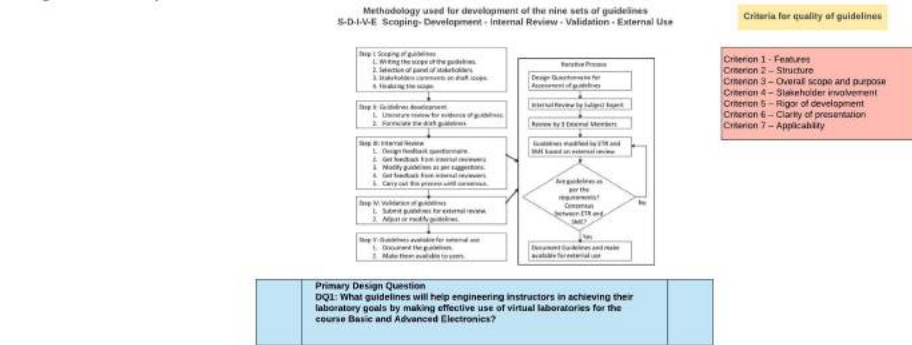 Methodology used for development of the nine sets of guidelines
S-D-I-V-E Scoping- Development - Internal Review - Validation - External Use
Criteria for quality of guidelines
Step I: Scoping of guidelines
1. Writing the scope of the guidelines.
2. Selection of panel of stakeholders
3. Stakeholders comments on draft scope.
4. Finalizing the scope.
Step II: Guidelines development
1. Literature review for evidence of guidelines.
2. Formulate the draft guidelines
Step III: Internal Review
1. Design feedback questionnaire.
2. Get feedback from internal reviewers
3. Modify guidelines as per suggestions.
4. Get feedback from internal reviewers.
5. Carry out this process until consensus.
Step IV: Validation of guidelines
1. Submit guidelines for external review.
2. Adjust or modify guidelines.
Step V: Guidelines available for external use
1. Document the guidelines.
2. Make them available to users.
Iterative Process
Design Questionnaire for
Assessment of guidelines
Internal Review by Subject Expert
Review by 3 External Members
Guidelines modified by ETR and
SME based on external review
Are guidelines as
per the
requirements?
Consensus
between ETR and
SME?
No
Yes
Document Guidelines and make
available for external use
Criterion 1 - Features
Criterion 2 – Structure
Criterion 3 – Overall scope and purpose
Criterion 4 – Stakeholder involvement
Criterion 5 – Rigor of development
Criterion 6 – Clarity of presentation
Criterion 7 – Applicability
Primary Design Question
DQ1: What guidelines will help engineering instructors in achieving their
laboratory goals by making effective use of virtual laboratories for the
course Basic and Advanced Electronics?